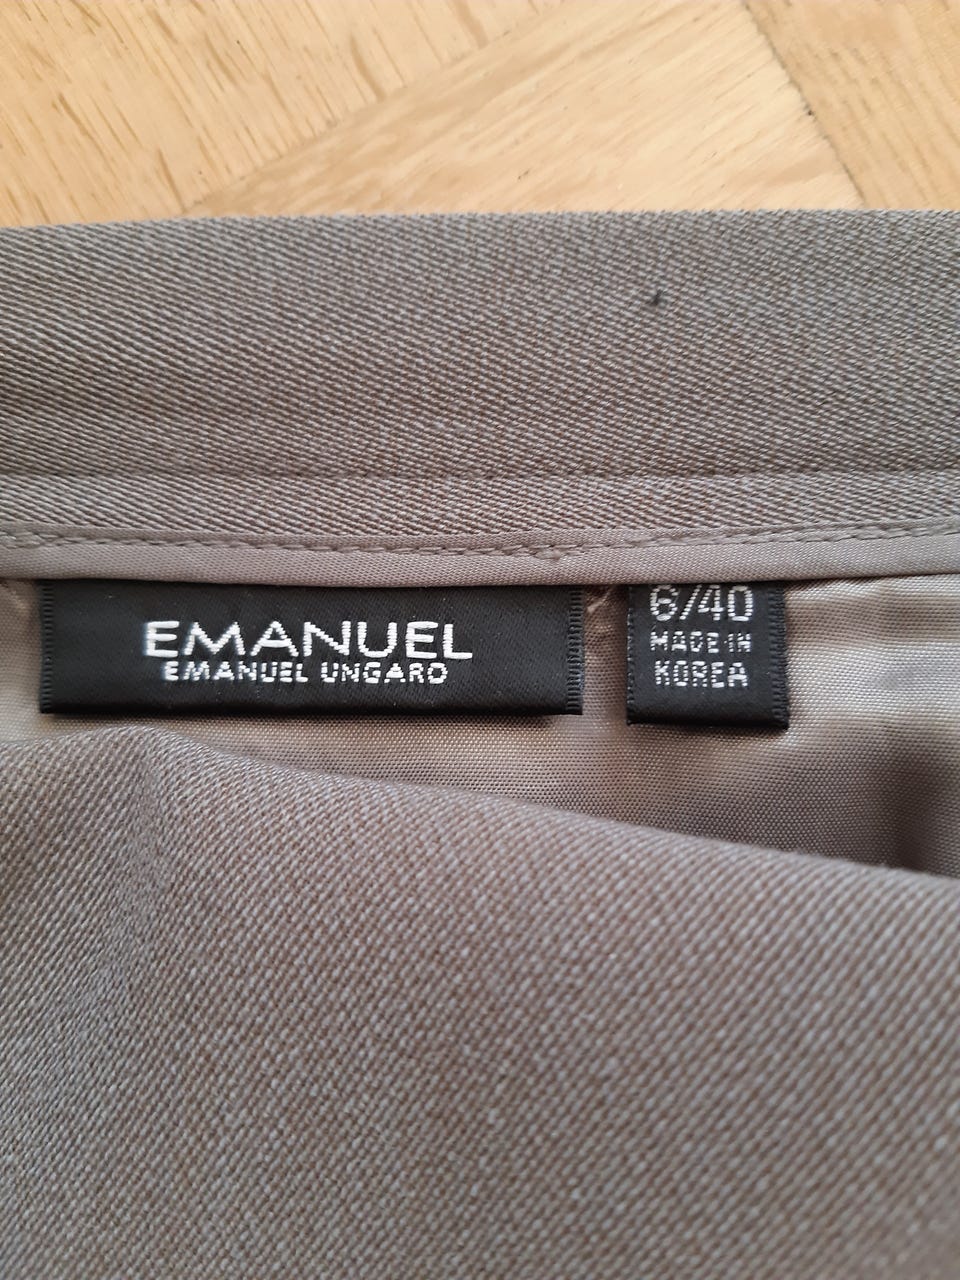 EMANUEL
EMANUEL UNGARO
6/40
MADE IN
KOREA